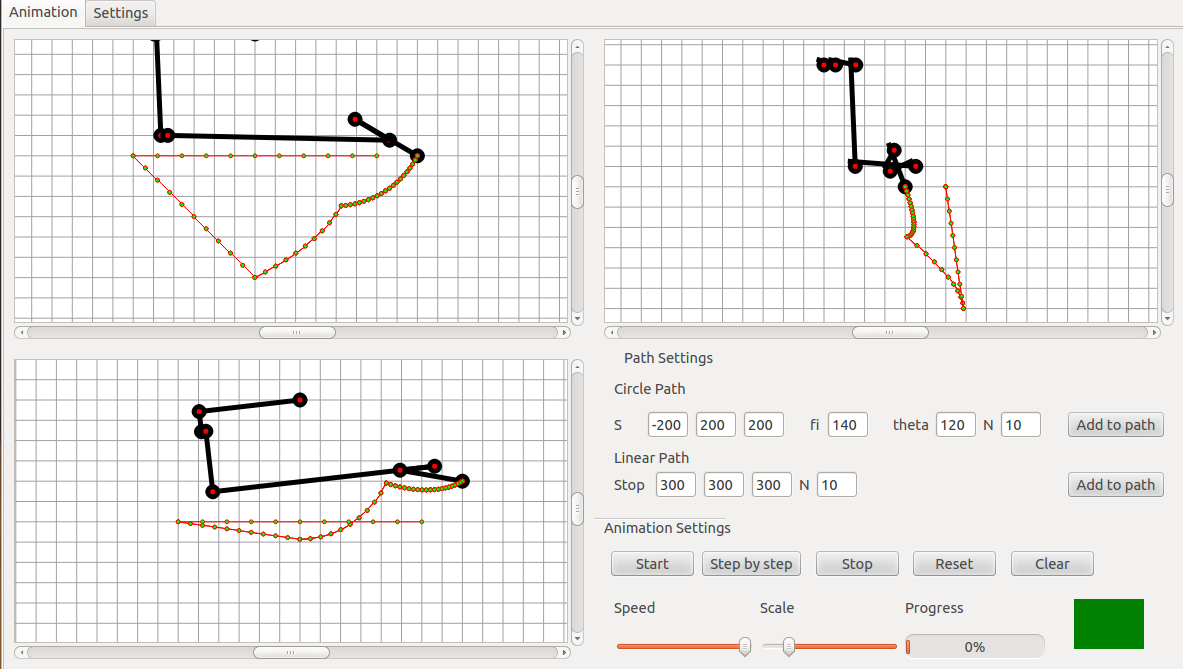 Animation Settings
Path Settings
Circle Path
S -200 200 200 fi 140 theta 120 N 10 Add to path
Linear Path
Stop 300 300 300 N 10 Add to path
Animation Settings
Start Step by step Stop Reset Clear
Speed Scale Progress
0%